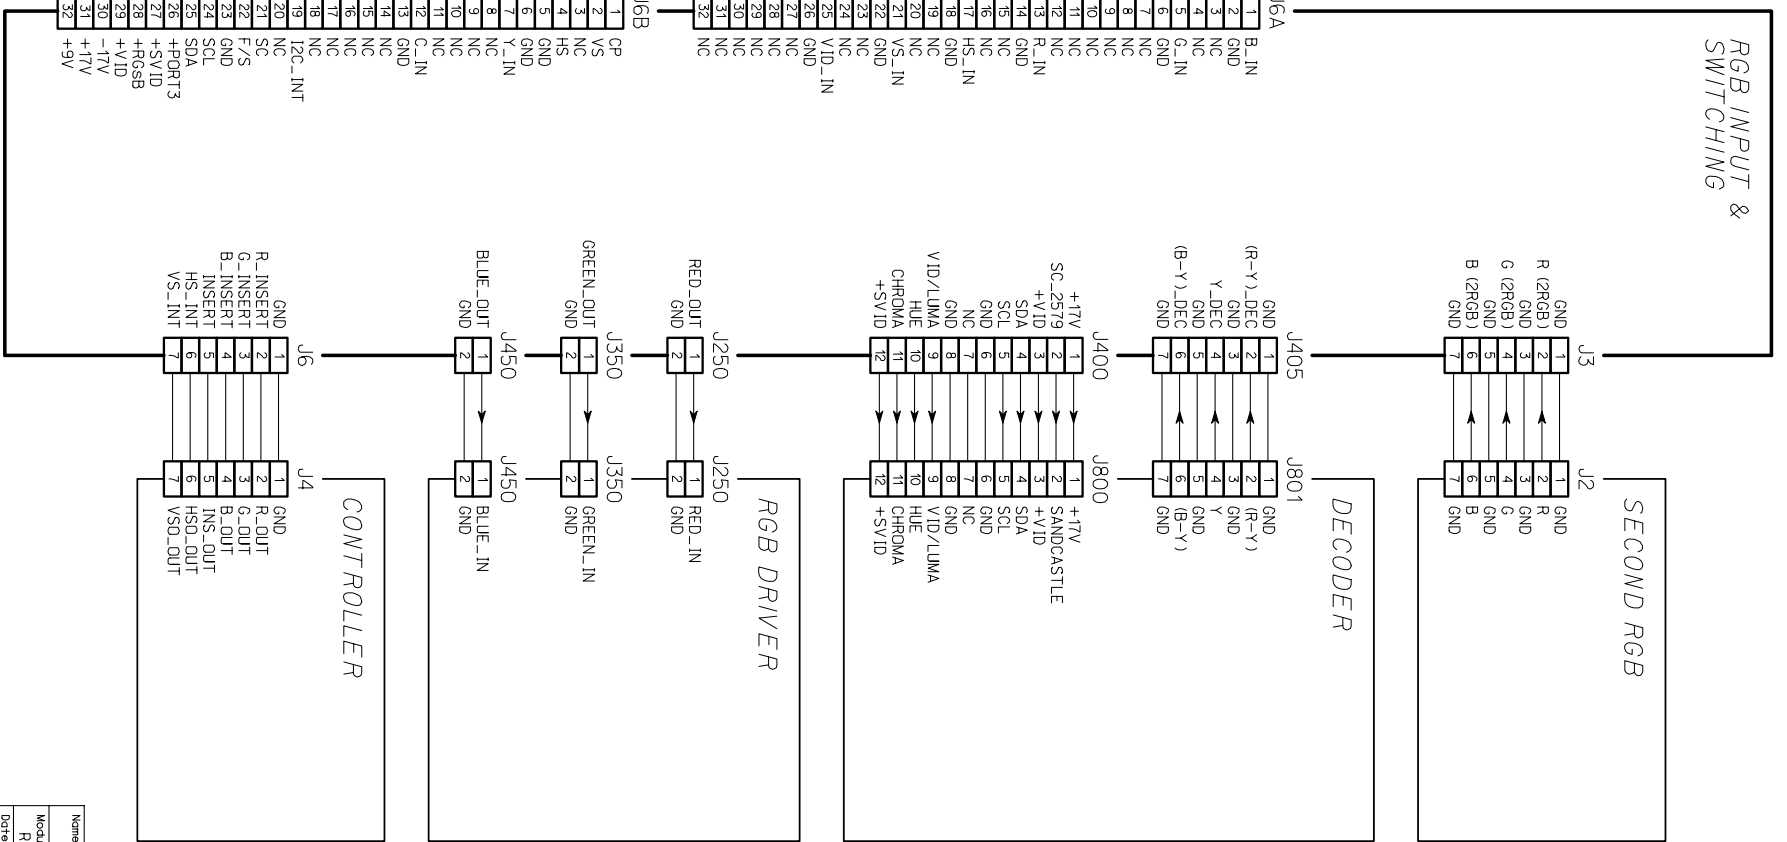 RGB INPUT &
SWITCHING
J6A
1 B_IN
2 GND
3 NC
4 NC
5 G_IN
6 GND
7 NC
8 NC
9 NC
10 NC
11 NC
12 NC
13 R_IN
14 GND
15 NC
16 NC
17 HS_IN
18 GND
19 NC
20 NC
21 VS_IN
22 GND
23 NC
24 NC
25 VID_IN
26 GND
27 NC
28 NC
29 NC
30 NC
31 NC
32 NC
J6B
1 CP
2 VS
3 NC
4 HS
5 GND
6 GND
7 Y_IN
8 NC
9 NC
10 NC
11 NC
12 C_IN
13 GND
14 NC
15 NC
16 NC
17 NC
18 NC
19 I2C_INT
20 NC
21 SC
22 F/S
23 GND
24 SCL
25 SDA
26 +PORT3
27 +SVID
28 +RGsB
29 +VID
30 -17V
31 +17V
32 +9V
SECOND RGB
J3 J2
GND 1 1 GND
R (2RGB) 2 2 R
GND 3 3 GND
G (2RGB) 4 4 G
GND 5 5 GND
B (2RGB) 6 6 B
GND 7 7 GND
DECODER
J405 J801
GND 1 1 GND
(R-Y)_DEC 2 2 (R-Y)
GND 3 3 GND
Y_DEC 4 4 Y
GND 5 5 GND
(B-Y)_DEC 6 6 (B-Y)
GND 7 7 GND
J400 J800
+17V 1 1 +17V
SC_2579 2 2 SANDCASTLE
+VID 3 3 +VID
SDA 4 4 SDA
SCL 5 5 SCL
GND 6 6 GND
NC 7 7 NC
GND 8 8 GND
VID/LUMA 9 9 VID/LUMA
HUE 10 10 HUE
CHROMA 11 11 CHROMA
+SVID 12 12 +SVID
RGB DRIVER
J250 J250
RED_OUT 1 1 RED_IN
GND 2 2 GND
J350 J350
GREEN_OUT 1 1 GREEN_IN
GND 2 2 GND
J450 J450
BLUE_OUT 1 1 BLUE_IN
GND 2 2 GND
CONTROLLER
J6 J4
GND 1 1 GND
R_INSERT 2 2 R_OUT
G_INSERT 3 3 G_OUT
B_INSERT 4 4 B_OUT
INSERT 5 5 INS_OUT
HS_INT 6 6 HSO_OUT
VS_INT 7 7 VSO_OUT
Name
Modu
R
Date